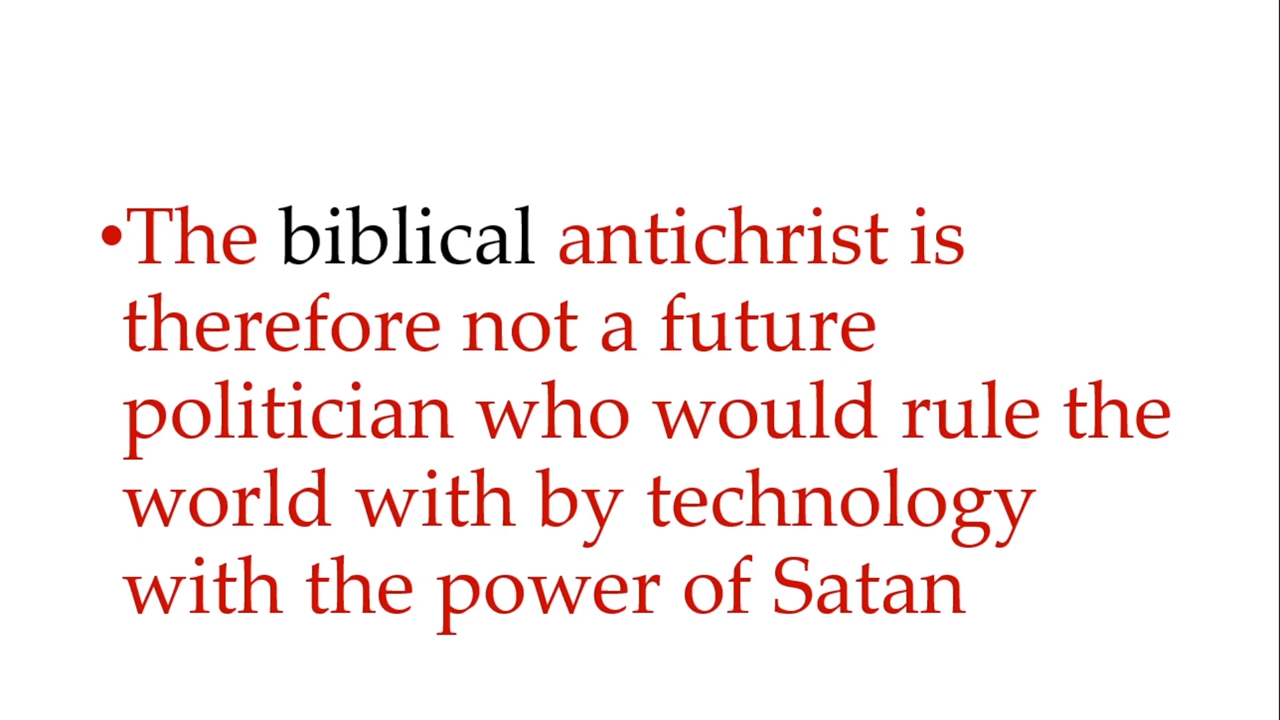 •The biblical antichrist is
therefore not a future
politician who would rule the
world with by technology
with the power of Satan